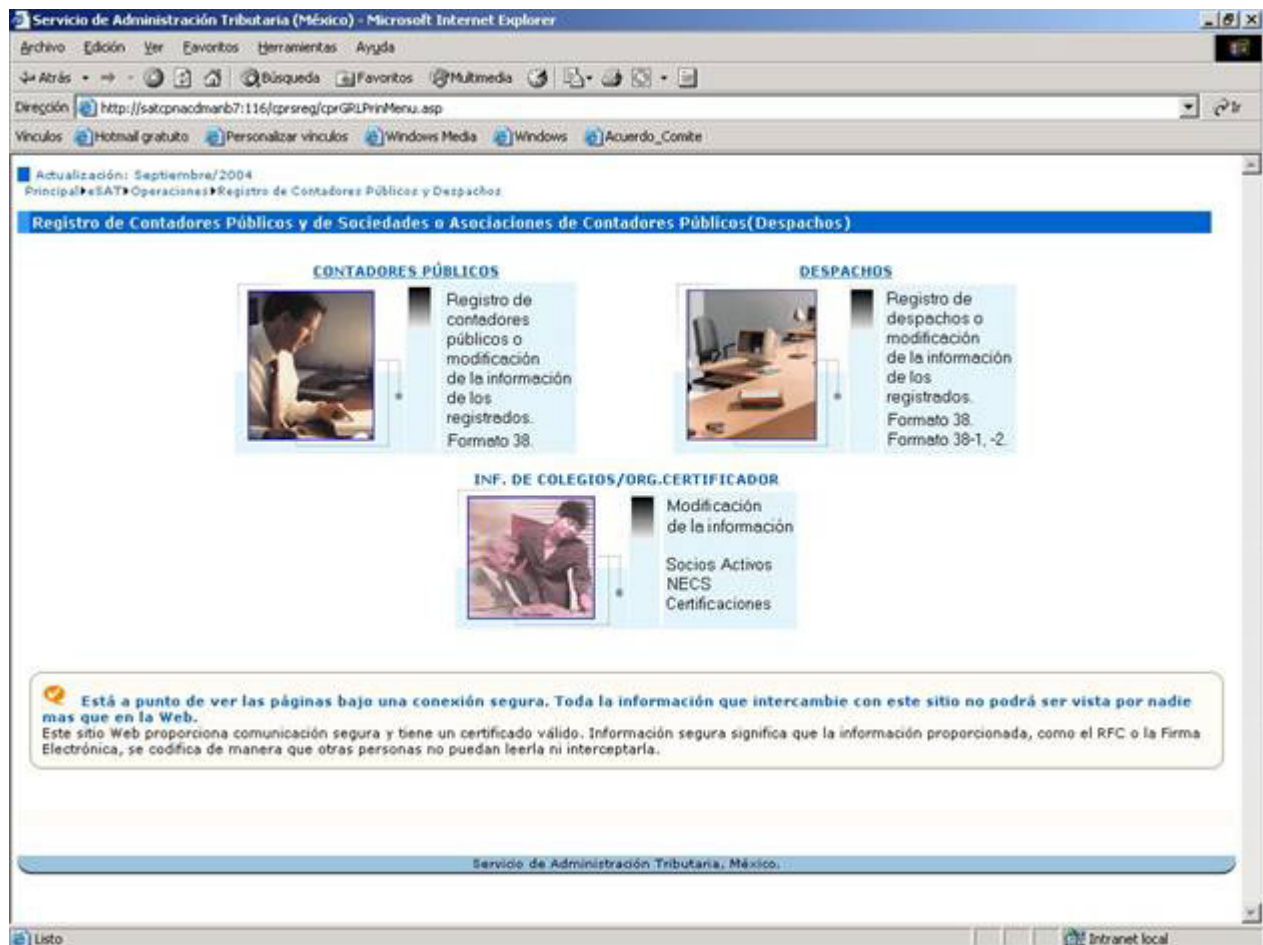 Servicio de Administración Tributaria (México) - Microsoft Internet Explorer
Archivo Edición Ver Favoritos Herramientas Ayuda
Atrás Búsqueda Favoritos Multimedia
Dirección http://satcpnacdmanb7:116/cprsreg/cprGRLPrinMenu.asp Ir
Vínculos Hotmail gratuito Personalizar vínculos Windows Media Windows Acuerdo_Comite
Actualización: Septiembre/2004
Principal eSAT Operaciones Registro de Contadores Públicos y Despachos
Registro de Contadores Públicos y de Sociedades o Asociaciones de Contadores Públicos(Despachos)
CONTADORES PÚBLICOS
Registro de
contadores
públicos o
modificación
de la información
de los
registrados.
Formato 38.
DESPACHOS
Registro de
despachos o
modificación
de la información
de los
registrados.
Formato 38.
Formato 38-1, -2.
INF. DE COLEGIOS/ORG.CERTIFICADOR
Modificación
de la información
Socios Activos
NECS
Certificaciones
Está a punto de ver las páginas bajo una conexión segura. Toda la información que intercambie con este sitio no podrá ser vista por nadie
mas que en la Web.
Este sitio Web proporciona comunicación segura y tiene un certificado válido. Información segura significa que la información proporcionada, como el RFC o la Firma
Electrónica, se codifica de manera que otras personas no puedan leerla ni interceptarla.
Servicio de Administración Tributaria, México.
Listo Intranet local